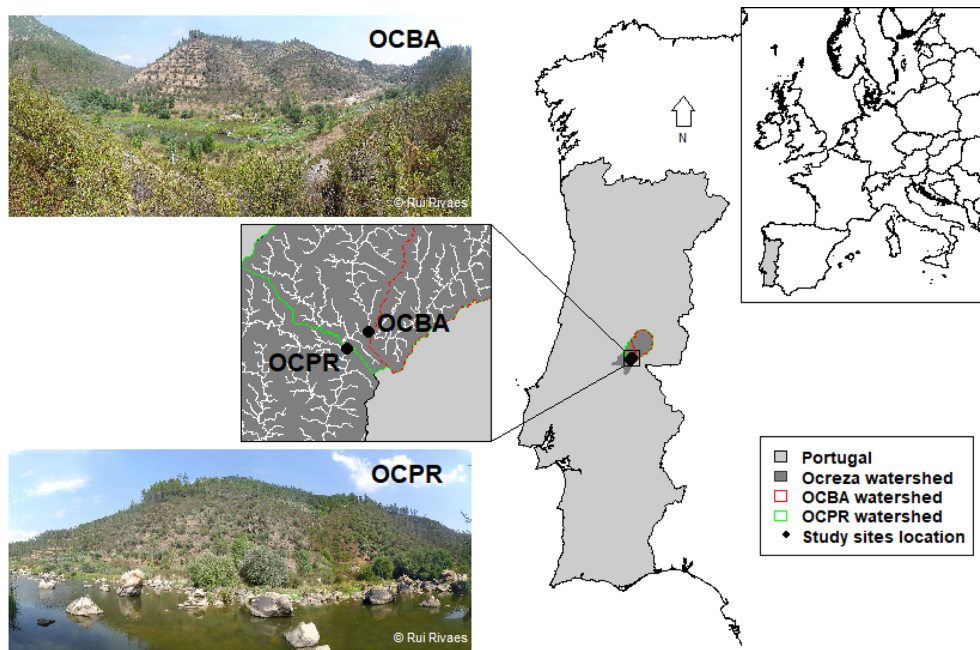 OCBA
© Rui Rivaes
N
OCBA
OCPR
OCPR
© Rui Rivaes
Portugal
Ocreza watershed
OCBA watershed
OCPR watershed
Study sites location